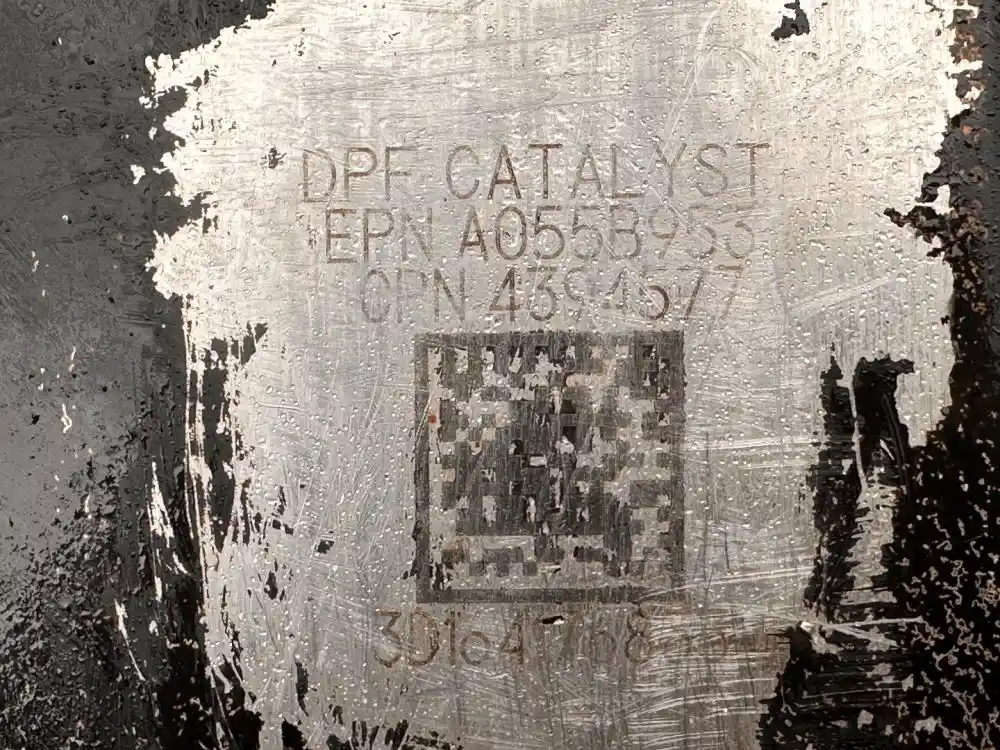 DPF CATALYST
EPN A055B953
CPN 4394577